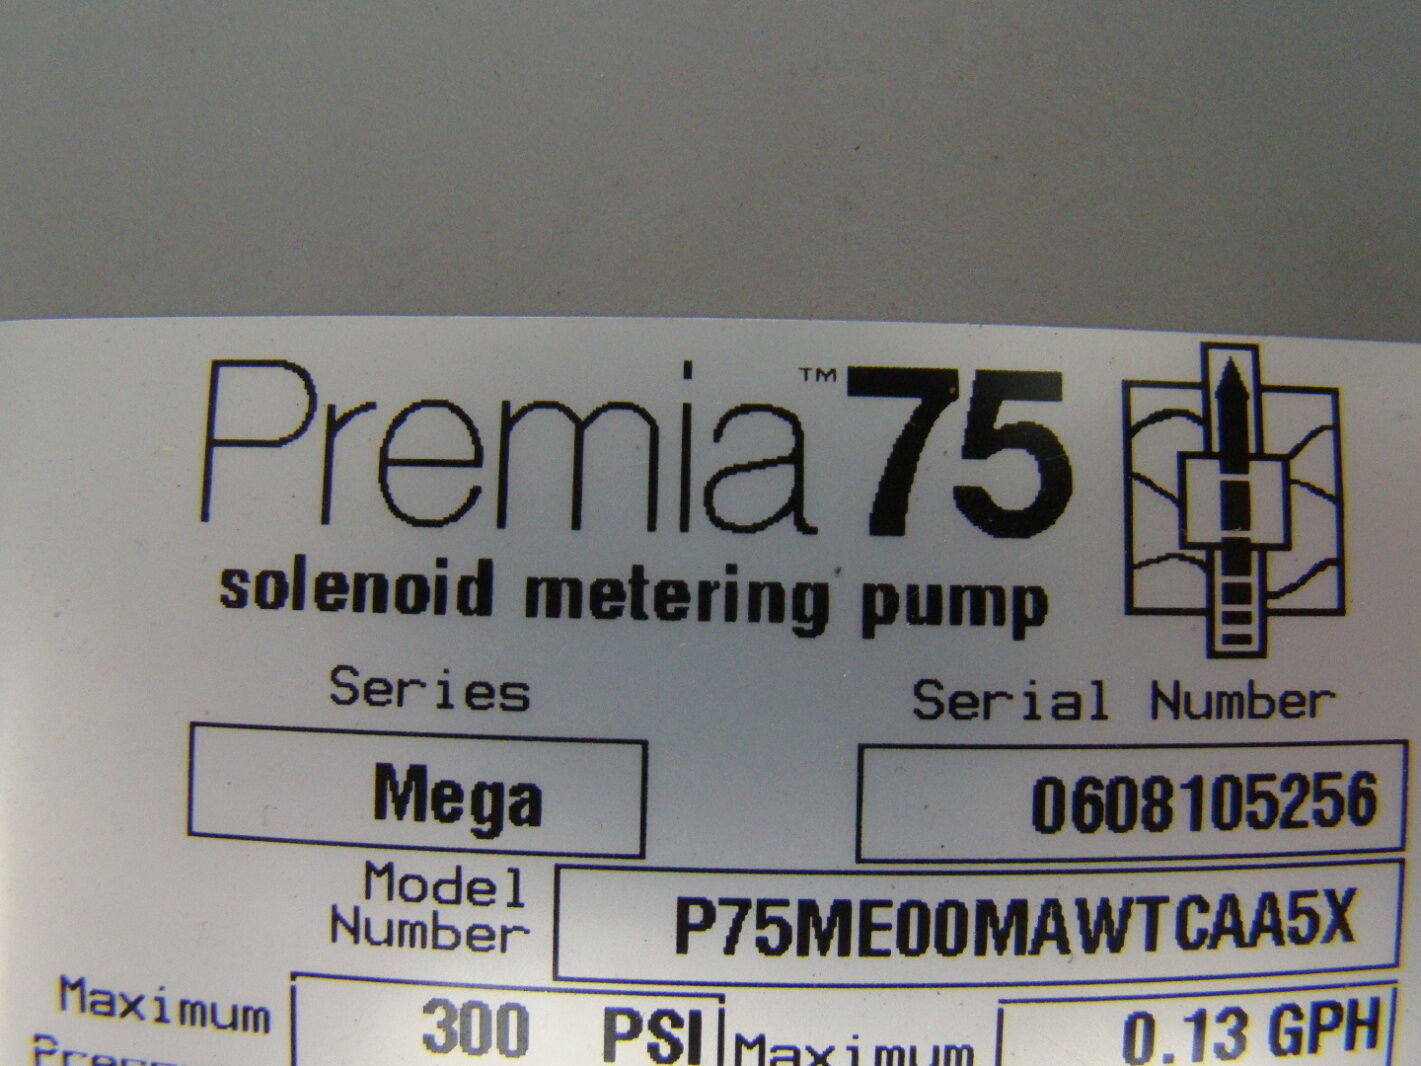 Premia™75
solenoid metering pump
Series
Serial Number
Mega
0608105256
Model
Number
P75ME00MAWTCAA5X
Maximum
300 PSI
Maximum
0.13 GPH